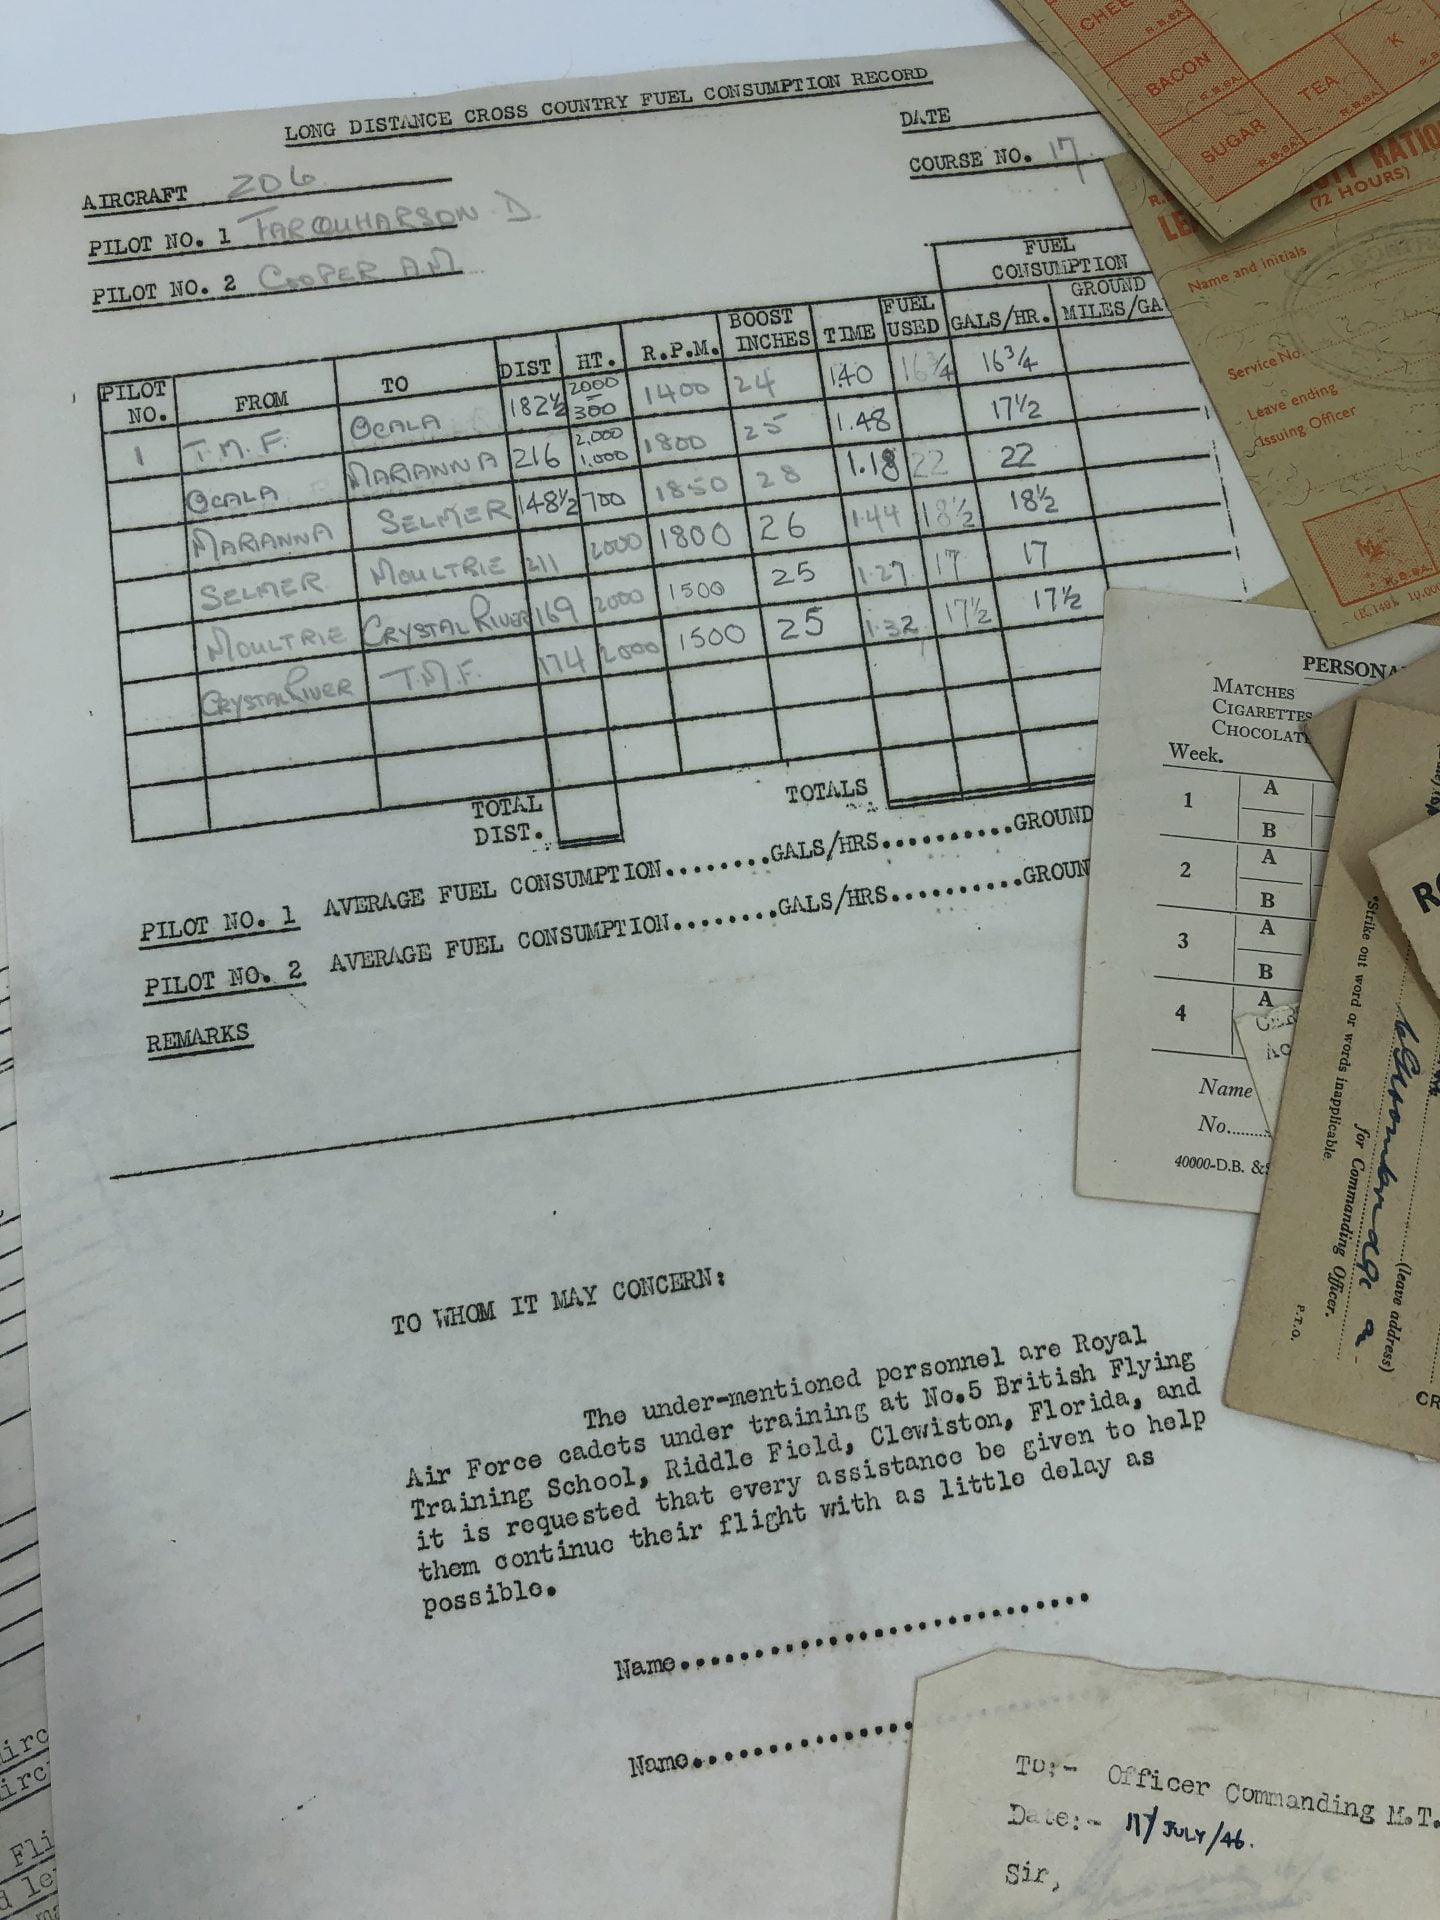 LONG DISTANCE CROSS COUNTRY FUEL CONSUMPTION RECORD
DATE
COURSE NO. 17
AIRCRAFT 206
PILOT NO. 1 FARQUHARSON D
PILOT NO. 2 COOPER AM
FUEL CONSUMPTION
PILOT NO. FROM TO DIST HT. R.P.M. BOOST INCHES TIME FUEL USED GALS/HR. GROUND MILES/GA
1 T.M.F. OCALA 182½ 2000 300 1400 24 1.40 16¾ 16¾
OCALA MARIANNA 216 2,000 1,000 1800 25 1.48 17½
MARIANNA SELMER 148½ 700 1850 28 1.18 22 22
SELMER MOULTRIE 211 2000 1800 26 1.44 18½ 18½
MOULTRIE CRYSTAL RIVER 169 2000 1500 25 1.27 17 17
CRYSTAL RIVER T.M.F. 174 2000 1500 25 1.32 17½ 17½
TOTAL DIST.
TOTALS
PILOT NO. 1 AVERAGE FUEL CONSUMPTION........GALS/HRS..........GROUND
PILOT NO. 2 AVERAGE FUEL CONSUMPTION........GALS/HRS..........GROUN
REMARKS
TO WHOM IT MAY CONCERN:
The under-mentioned personnel are Royal
Air Force cadets under training at No.5 British Flying
Training School, Riddle Field, Clewiston, Florida, and
it is requested that every assistance be given to help
them continue their flight with as little delay as
possible.
Name..............................
Name................
CHEE
R.B.6A.
BACON
R.B.6A.
K
TEA
R.B.6A.
SUGAR
R.B.6A.
DUTY RATIO
(72 HOURS)
Name and initials
Service No.
Leave ending
Issuing Officer
R.B.6A.
PERSONA
MATCHES
CIGARETTES
CHOCOLAT
Week.
1 A
B
2 A
B
3 A
B
4 A
Name
No.........
40000-D.B. &S
*Strike out word or words inapplicable.
for Commanding Officer.
(leave address)
P.T.O.
CR
To:- Officer Commanding M.T.
Date:- 17/JULY/46.
Sir,